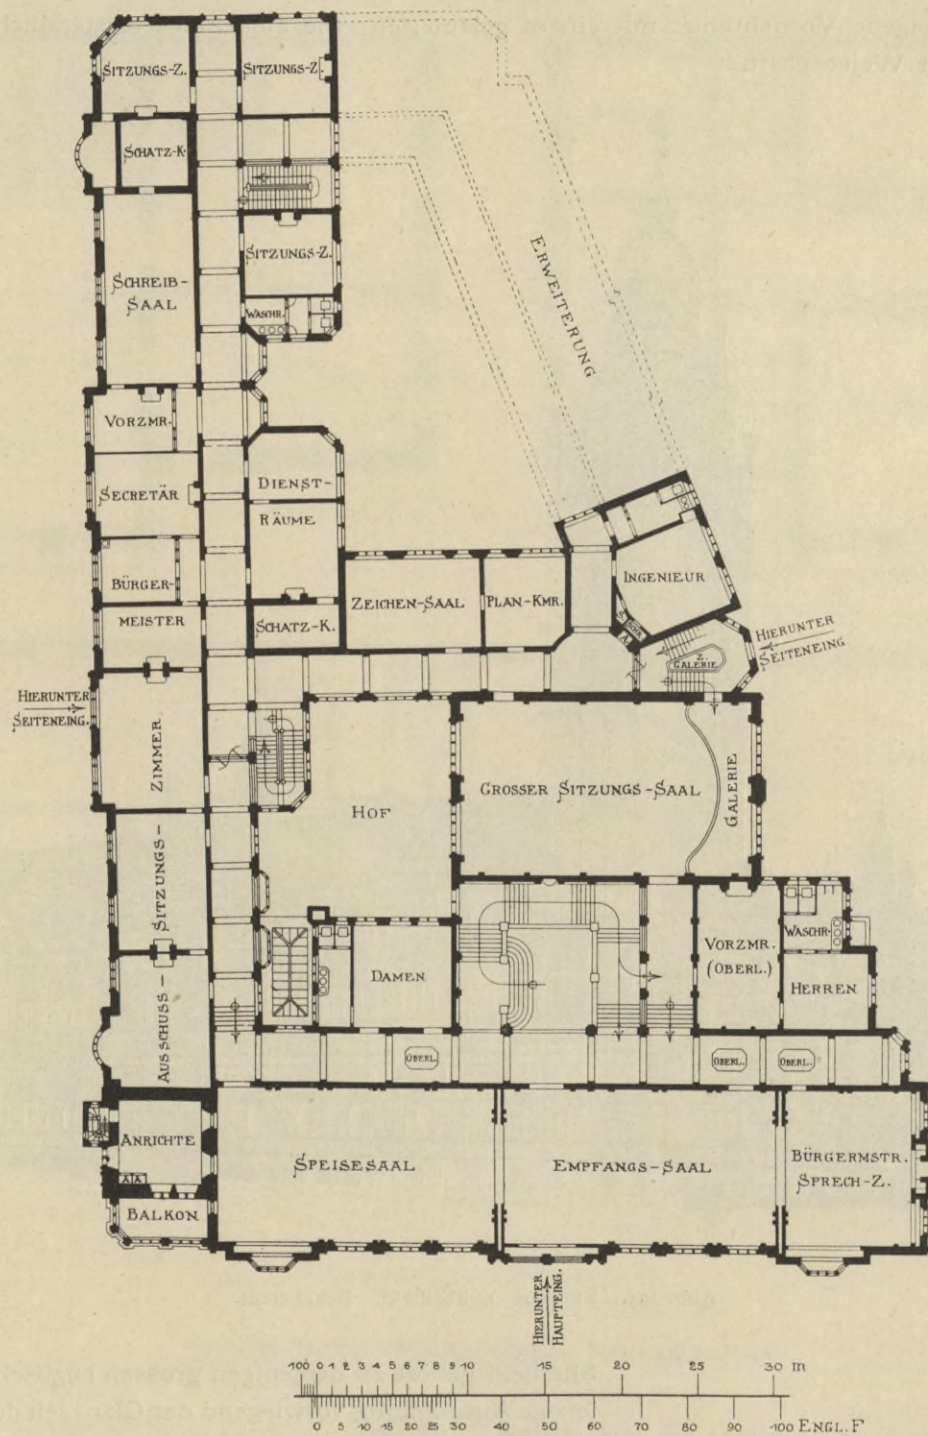 SITZUNGS-Z.
SITZUNGS-Z.
SCHATZ-K.
SITZUNGS-Z.
SCHREIB-
SAAL
WASCHR.
ERWEITERUNG
VORZMR.
SECRETÄR
DIENST-
RÄUME
BÜRGER-
MEISTER
SCHATZ-K.
ZEICHEN-SAAL
PLAN-KMR.
INGENIEUR
A
Z.
GALERIE
HIERUNTER
SEITENEING
HIERUNTER
SEITENEING.
ZIMMER
SITZUNGS-
AUSSCHUSS-
HOF
GROSSER SITZUNGS-SAAL
GALERIE
DAMEN
VORZMR.
(OBERL.)
WASCHR.
HERREN
OBERL.
OBERL.
OBERL.
ANRICHTE
A A
BALKON
SPEISESAAL
EMPFANGS-SAAL
BÜRGERMSTR.
SPRECH-Z.
HIERUNTER
HAUPTEING.
100 0 1 2 3 4 5 6 7 8 9 10 15 20 25 30 m
0 5 10 15 20 25 30 40 50 60 70 80 90 100 ENGL. F